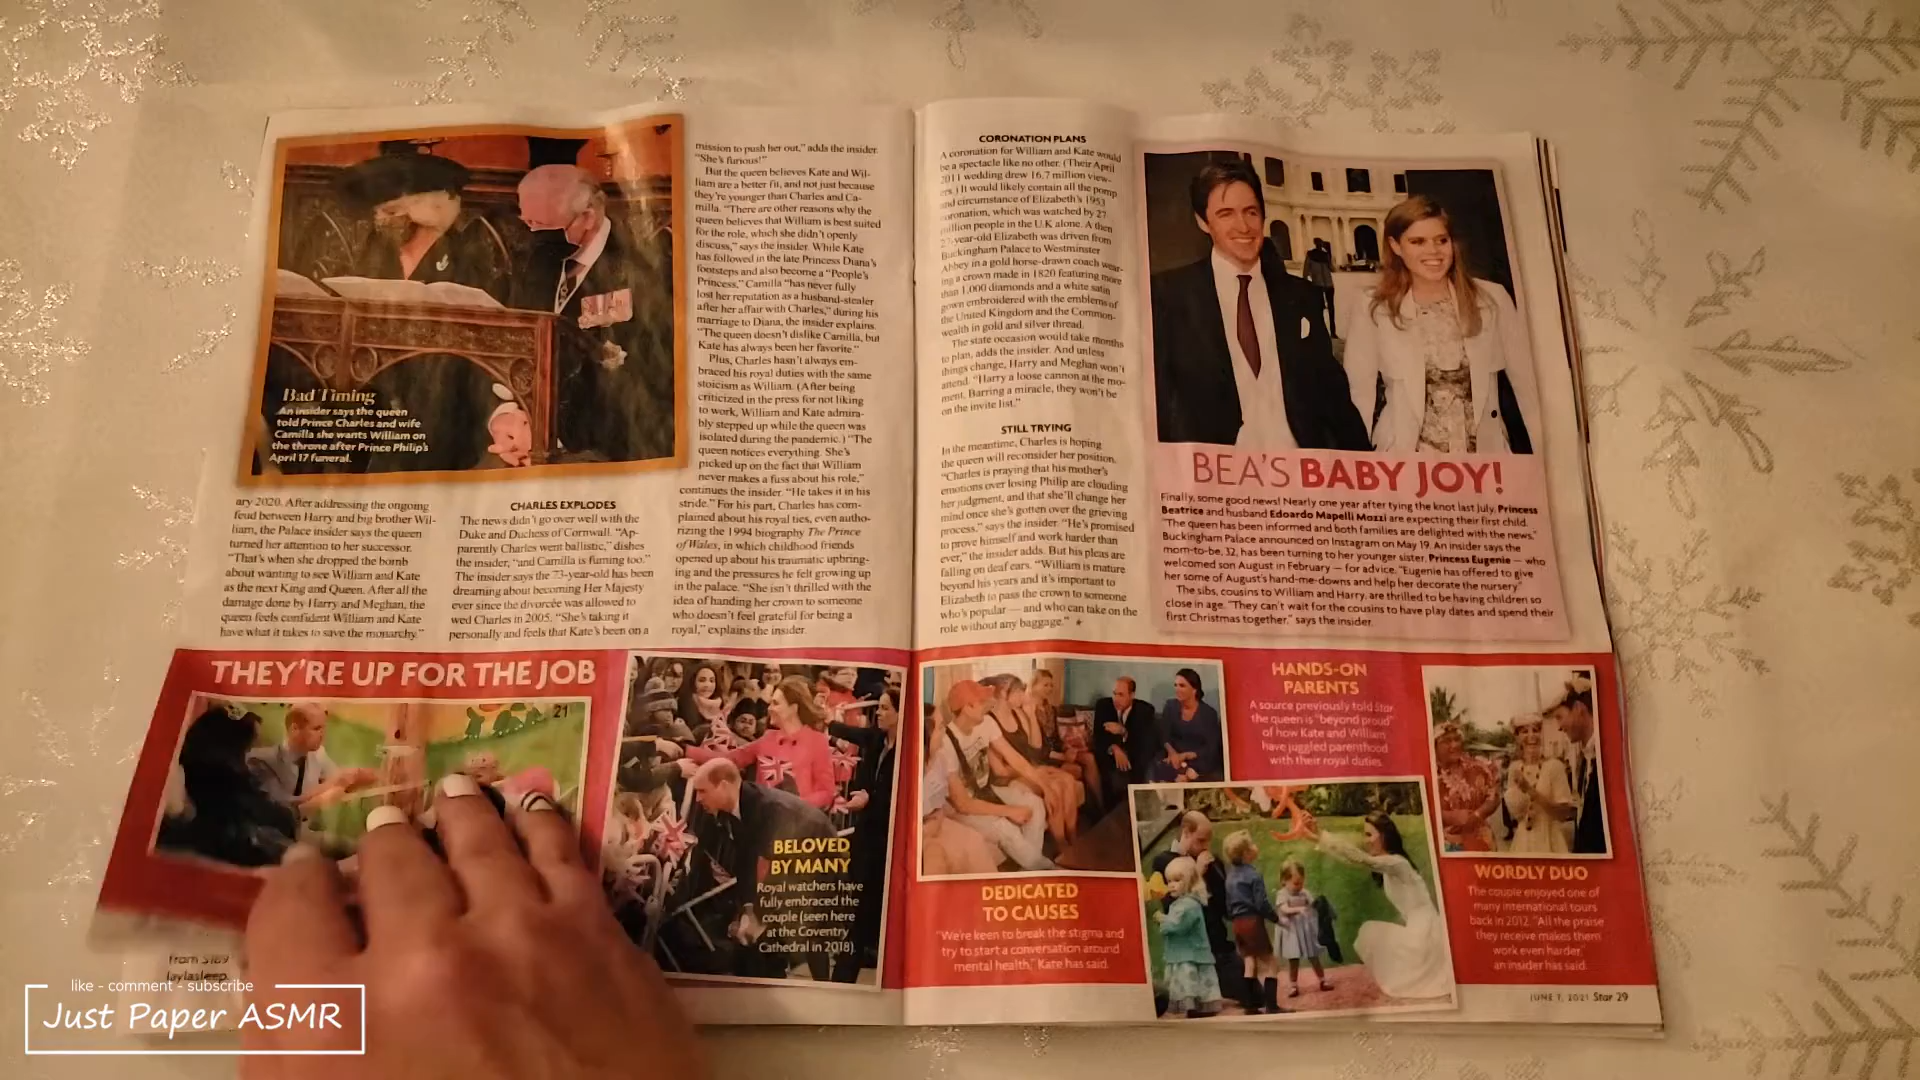 Bad Timing
An insider says the queen
told Prince Charles and wife
Camilla she wants William on
the throne after Prince Philip's
April 17 funeral.
ary 2020. After addressing the ongoing
feud between Harry and big brother Wil-
liam, the Palace insider says the queen
turned her attention to her successor.
"That's when she dropped the bomb
about wanting to see William and Kate
as the next King and Queen. After all the
damage done by Harry and Meghan, the
queen feels confident William and Kate
have what it takes to save the monarchy."
CHARLES EXPLODES
The news didn't go over well with the
Duke and Duchess of Cornwall. "Ap-
parently Charles went ballistic," dishes
the insider, "and Camilla is fuming too."
The insider says the 73-year-old has been
dreaming about becoming Her Majesty
ever since the divorcée was allowed to
wed Charles in 2005. "She's taking it
personally and feels that Kate's been on a
mission to push her out," adds the insider.
"She's furious!"
But the queen believes Kate and Wil-
liam are a better fit, and not just because
they're younger than Charles and Ca-
milla. "There are other reasons why the
queen believes that William is best suited
for the role, which she didn't openly
discuss," says the insider. While Kate
has followed in the late Princess Diana's
footsteps and also become a "People's
Princess," Camilla "has never fully
lost her reputation as a husband-stealer
after her affair with Charles," during his
marriage to Diana, the insider explains.
"The queen doesn't dislike Camilla, but
Kate has always been her favorite."
Plus, Charles hasn't always em-
braced his royal duties with the same
stoicism as William. (After being
criticized in the press for not liking
to work, William and Kate admira-
bly stepped up while the queen was
isolated during the pandemic.) "The
queen notices everything. She's
picked up on the fact that William
never makes a fuss about his role,"
continues the insider. "He takes it in his
stride." For his part, Charles has com-
plained about his royal ties, even autho-
rizing the 1994 biography The Prince
of Wales, in which childhood friends
opened up about his traumatic upbring-
ing and the pressures he felt growing up
in the palace. "She isn't thrilled with the
idea of handing her crown to someone
who doesn't feel grateful for being a
royal," explains the insider.
CORONATION PLANS
A coronation for William and Kate would
be a spectacle like no other. (Their April
2011 wedding drew 16.7 million view-
ers.) It would likely contain all the pomp
and circumstance of Elizabeth's 1953
coronation, which was watched by 27
million people in the U.K alone. A then
27-year-old Elizabeth was driven from
Buckingham Palace to Westminster
Abbey in a gold horse-drawn coach wear-
ing a crown made in 1820 featuring more
than 1,000 diamonds and a white satin
gown embroidered with the emblems of
the United Kingdom and the Common-
wealth in gold and silver thread.
The state occasion would take months
to plan, adds the insider. And unless
things change, Harry and Meghan won't
attend. "Harry a loose cannon at the mo-
ment. Barring a miracle, they won't be
on the invite list."
STILL TRYING
In the meantime, Charles is hoping
the queen will reconsider her position.
"Charles is praying that his mother's
emotions over losing Philip are clouding
her judgment, and that she'll change her
mind once she's gotten over the grieving
process," says the insider. "He's promised
to prove himself and work harder than
ever," the insider adds. But his pleas are
falling on deaf ears. "William is mature
beyond his years and it's important to
Elizabeth to pass the crown to someone
who's popular — and who can take on the
role without any baggage." ★
BEA'S BABY JOY!
Finally, some good news! Nearly one year after tying the knot last July, Princess
Beatrice and husband Edoardo Mapelli Mozzi are expecting their first child.
"The queen has been informed and both families are delighted with the news,"
Buckingham Palace announced on Instagram on May 19. An insider says the
mom-to-be, 32, has been turning to her younger sister, Princess Eugenie — who
welcomed son August in February — for advice. "Eugenie has offered to give
her some of August's hand-me-downs and help her decorate the nursery."
The sibs, cousins to William and Harry, are thrilled to be having children so
close in age. "They can't wait for the cousins to have play dates and spend their
first Christmas together," says the insider.
THEY'RE UP FOR THE JOB
21
BELOVED
BY MANY
Royal watchers have
fully embraced the
couple (seen here
at the Coventry
Cathedral in 2018).
DEDICATED
TO CAUSES
"We're keen to break the stigma and
try to start a conversation around
mental health," Kate has said.
HANDS-ON
PARENTS
A source previously told Star
the queen is "beyond proud"
of how Kate and William
have juggled parenthood
with their royal duties.
WORDLY DUO
The couple enjoyed one of
many international tours
back in 2012. "All the praise
they receive makes them
work even harder,"
an insider has said.
JUNE 7, 2021 Star 29
from $189
laylasleep.
like - comment - subscribe
Just Paper ASMR